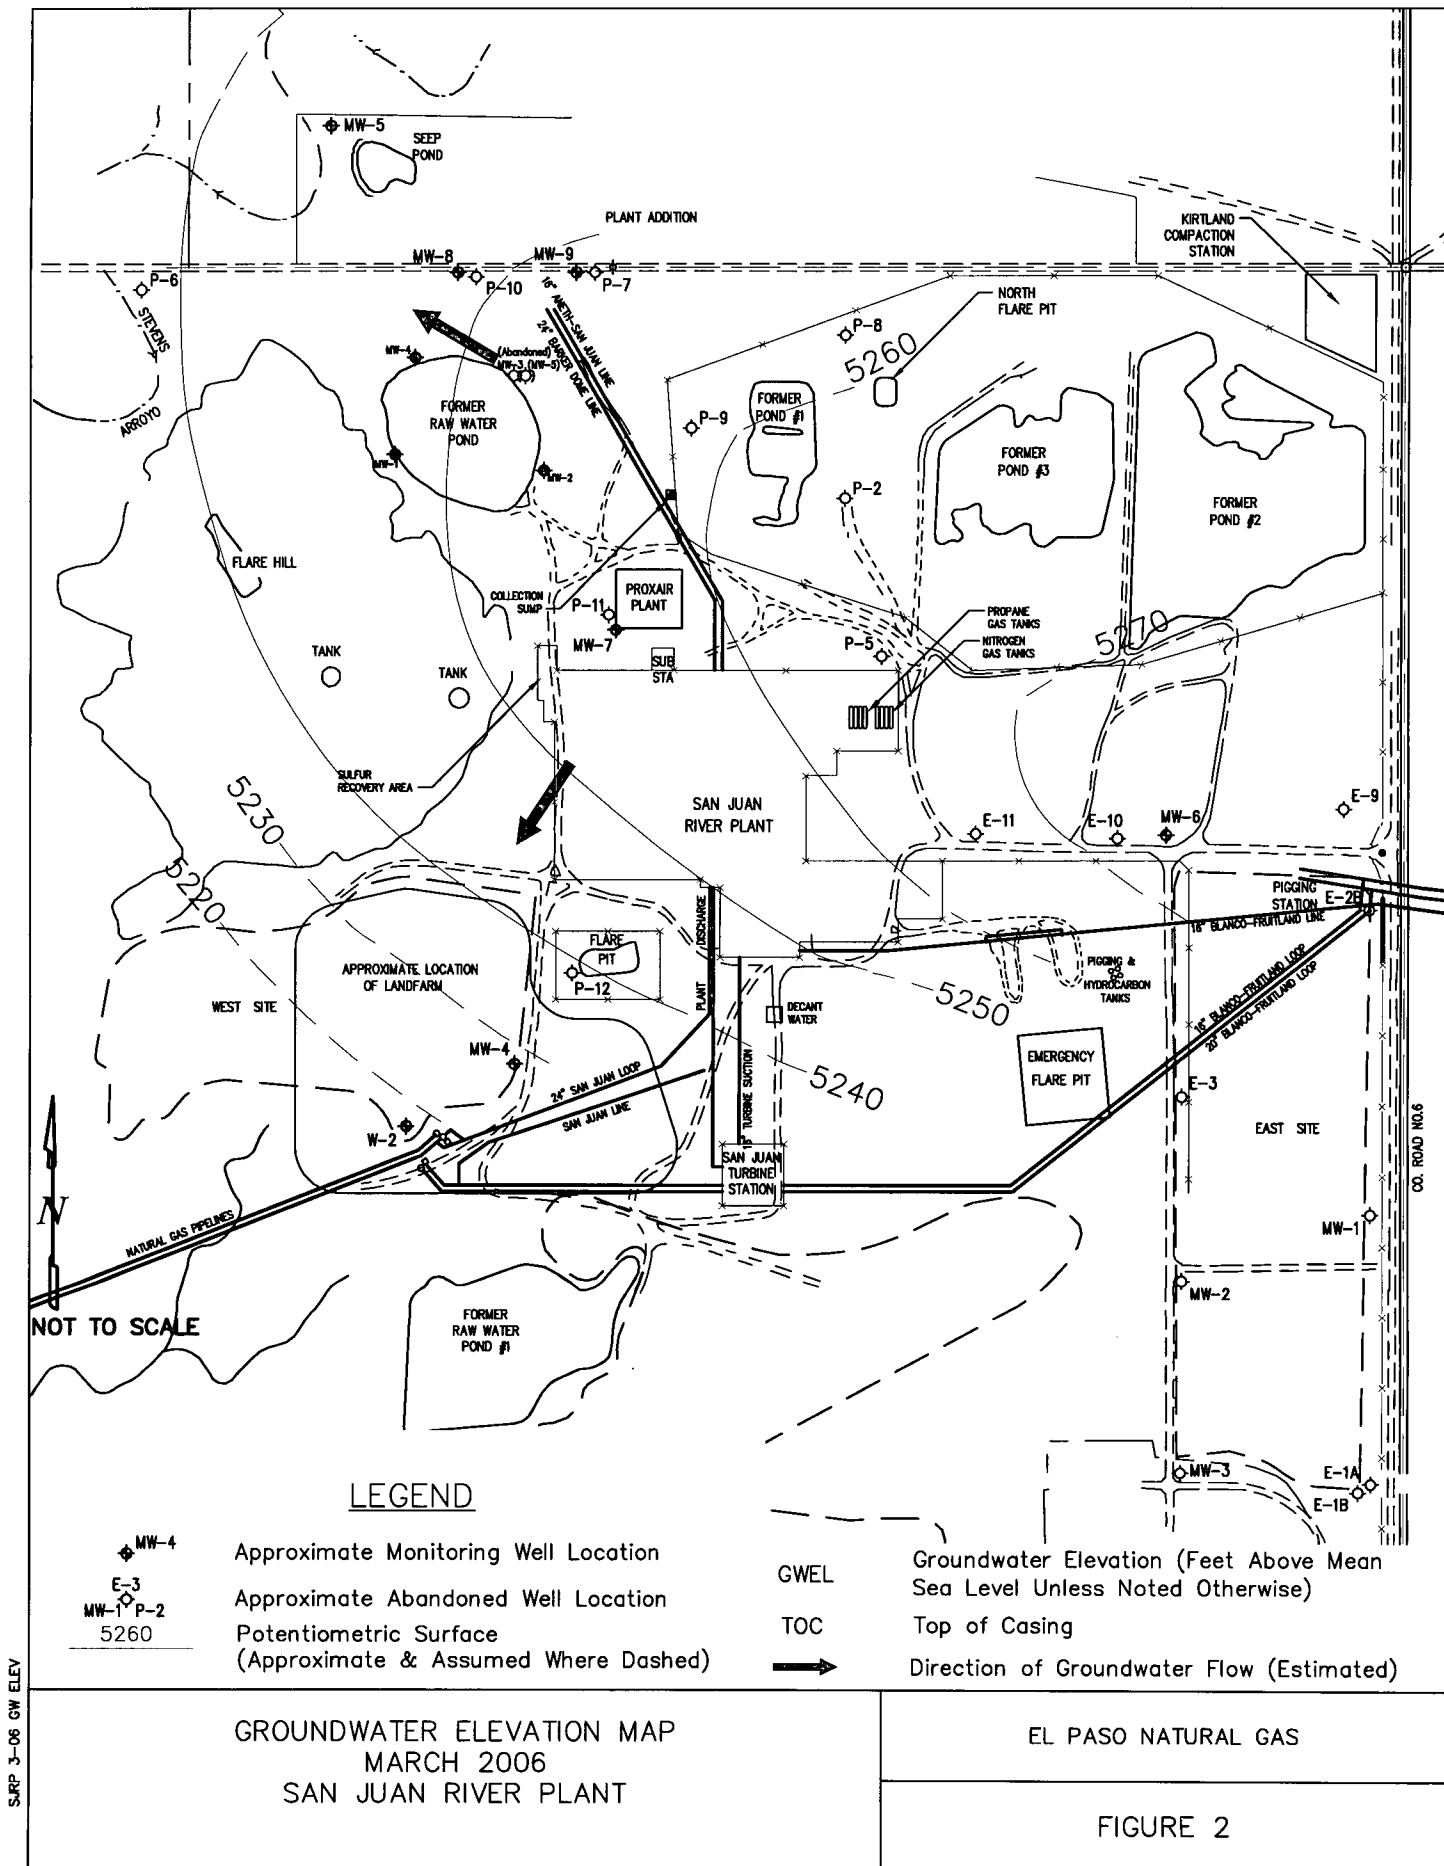 MW-5
SEEP
POND
PLANT ADDITION
KIRTLAND
COMPACTION
STATION
MW-8
MW-9
P-6
P-10
P-7
STEVENS
ARROYO
16" ANETH-SAN JUAN LINE
24" BARKER DOME LINE
NORTH
FLARE PIT
P-8
5260
MW-4
(Abandoned)
MW-3 (MW-5)
FORMER
RAW WATER
POND
FORMER
POND #1
P-9
FORMER
POND #3
MW-1
MW-2
P-2
FORMER
POND #2
FLARE HILL
COLLECTION
SUMP
P-11
PROXAIR
PLANT
MW-7
PROPANE
GAS TANKS
NITROGEN
GAS TANKS
5270
P-5
TANK
TANK
SUB
STA
SULFUR
RECOVERY AREA
5230
SAN JUAN
RIVER PLANT
E-11
E-10
MW-6
E-9
5220
PIGGING
STATION
E-2B
16" BLANCO-FRUITLAND LINE
DISCHARGE
PLANT
FLARE
PIT
P-12
APPROXIMATE LOCATION
OF LANDFARM
WEST SITE
PIGGING &
HYDROCARBON
TANKS
5250
16" BLANCO-FRUITLAND LOOP
20" BLANCO-FRUITLAND LOOP
DECANT
WATER
MW-4
24" SAN JUAN LOOP
SAN JUAN LINE
16" TURBINE SUCTION
5240
EMERGENCY
FLARE PIT
E-3
EAST SITE
CO. ROAD NO.6
W-2
SAN JUAN
TURBINE
STATION
N
NATURAL GAS PIPELINES
MW-1
MW-2
NOT TO SCALE
FORMER
RAW WATER
POND #1
MW-3
E-1A
E-1B
LEGEND
MW-4
Approximate Monitoring Well Location
E-3
MW-1 P-2
Approximate Abandoned Well Location
5260
Potentiometric Surface
(Approximate & Assumed Where Dashed)
GWEL
Groundwater Elevation (Feet Above Mean
Sea Level Unless Noted Otherwise)
TOC
Top of Casing
Direction of Groundwater Flow (Estimated)
SJRP 3-06 GW ELEV
GROUNDWATER ELEVATION MAP
MARCH 2006
SAN JUAN RIVER PLANT
EL PASO NATURAL GAS
FIGURE 2